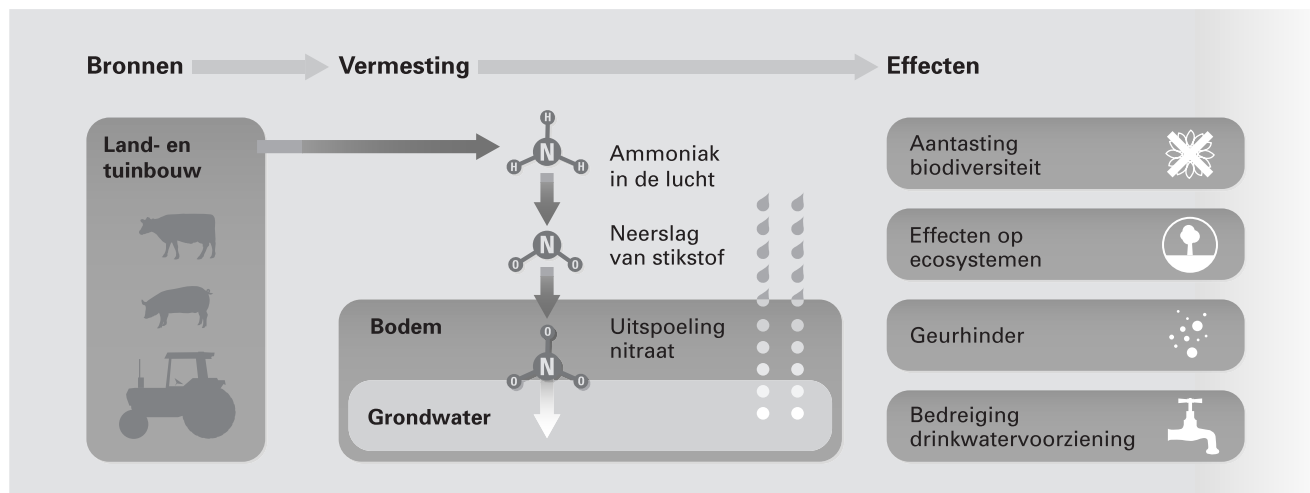 Bronnen
Vermesting
Effecten
Land- en
tuinbouw
H
N
H
H
Ammoniak
in de lucht
N
O
O
Neerslag
van stikstof
Bodem
O
N
O
O
Uitspoeling
nitraat
Grondwater
Aantasting
biodiversiteit
Effecten op
ecosystemen
Geurhinder
Bedreiging
drinkwatervoorziening